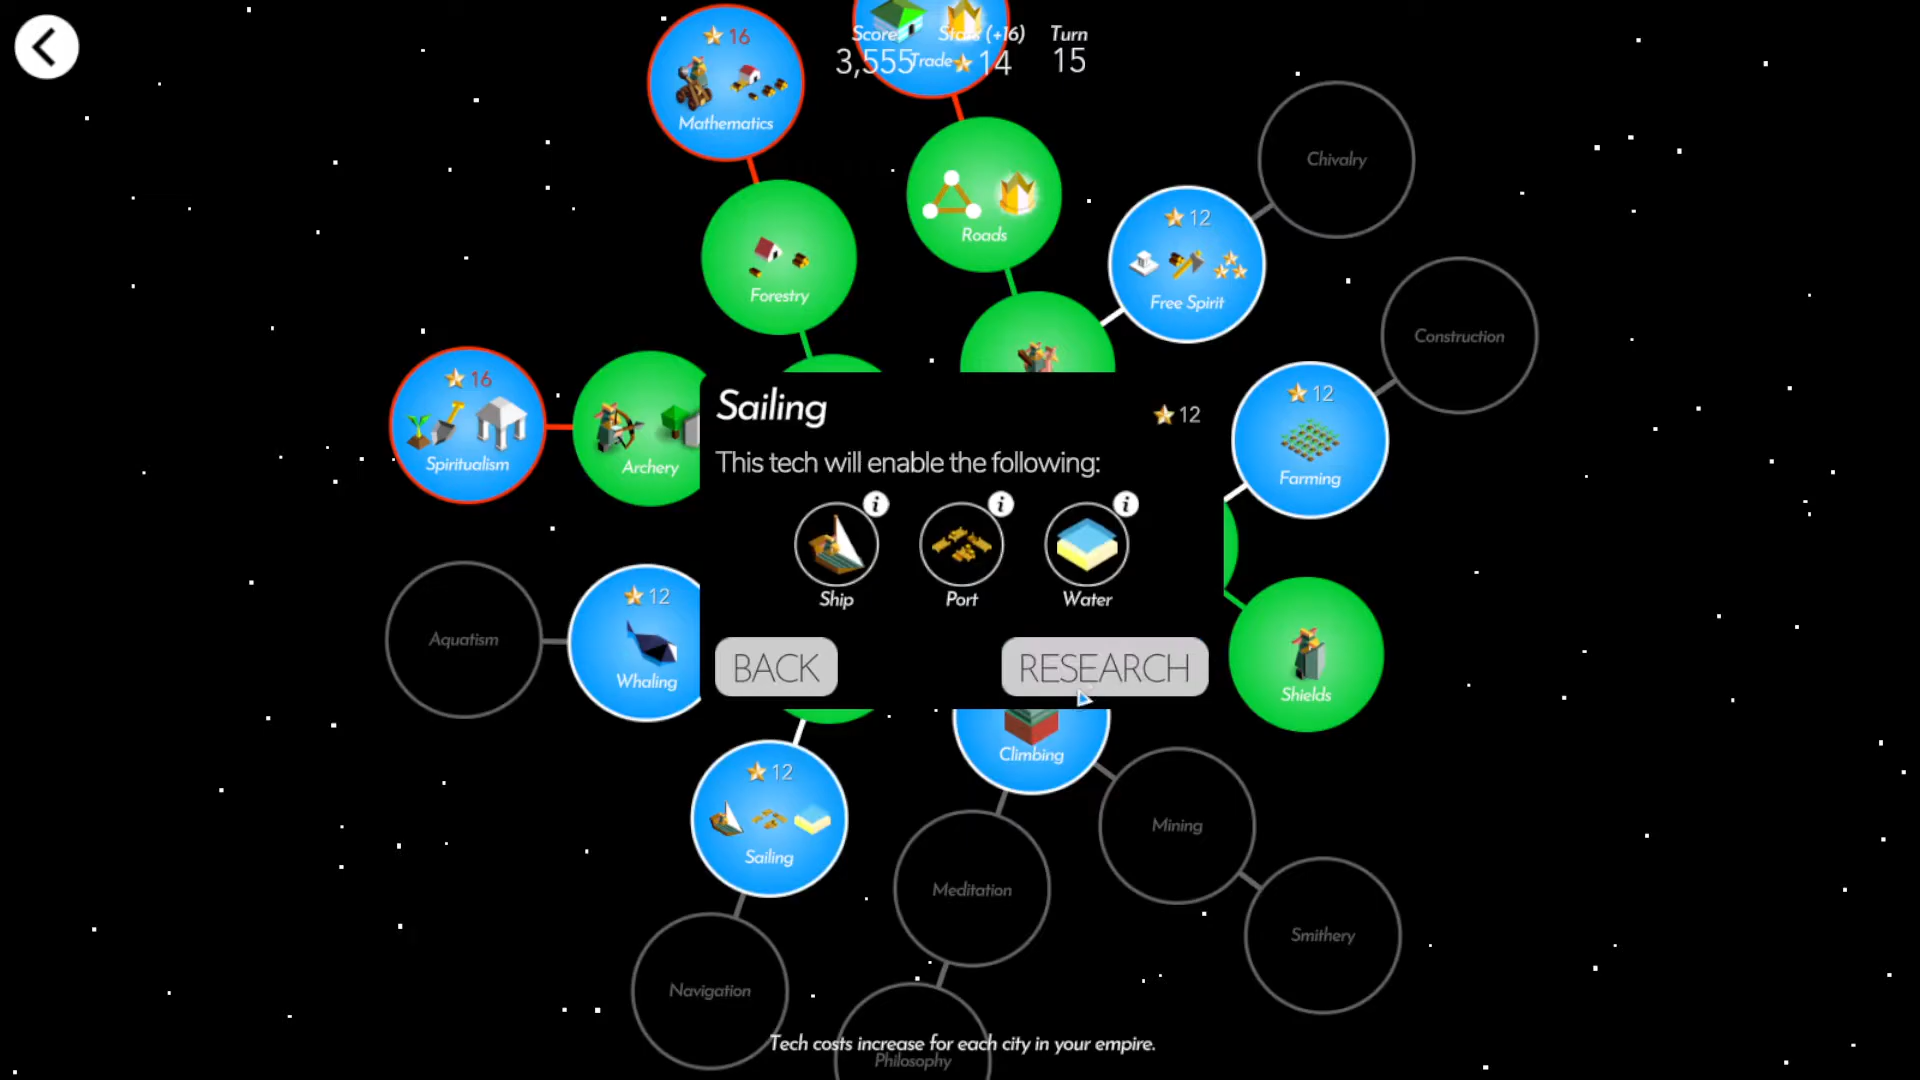 16
Mathematics
Score
Stars (+16)
Turn
3,555
Trade
14
15
Chivalry
Roads
12
Free Spirit
Forestry
Construction
16
Spiritualism
Archery
12
Farming
Sailing
12
This tech will enable the following:
i
i
i
Ship
Port
Water
BACK
RESEARCH
Aquatism
12
Whaling
Shields
Climbing
12
Sailing
Mining
Meditation
Smithery
Navigation
Tech costs increase for each city in your empire.
Philosophy